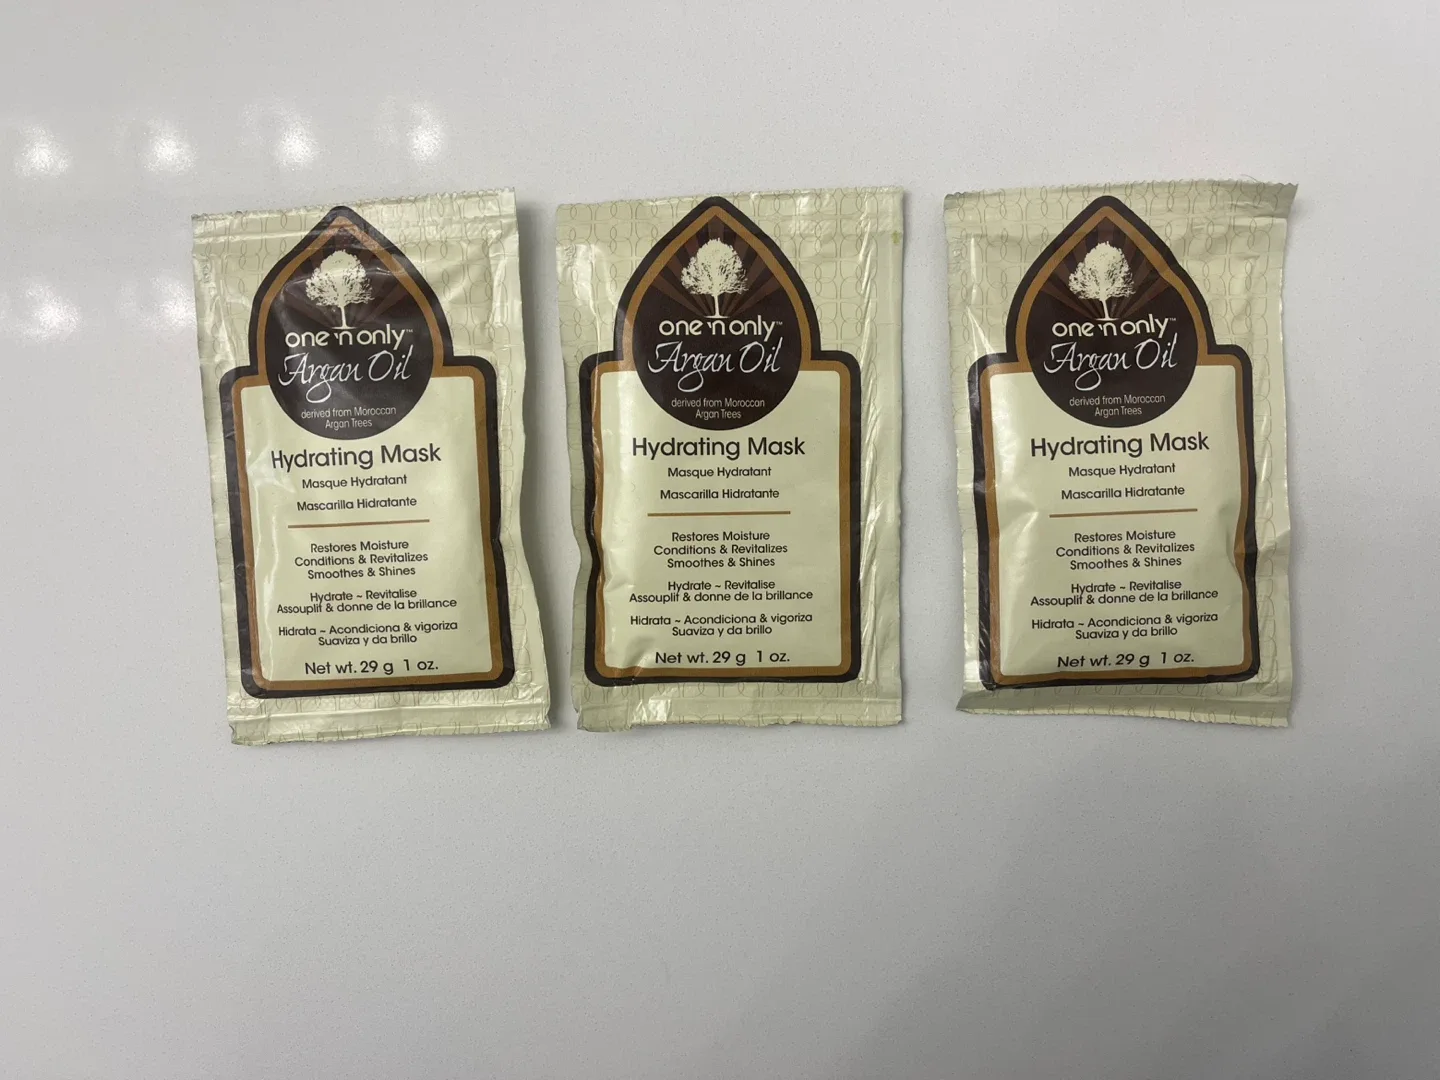 one 'n only™
Argan Oil
derived from Moroccan
Argan Trees
Hydrating Mask
Masque Hydratant
Mascarilla Hidratante
Restores Moisture
Conditions & Revitalizes
Smoothes & Shines
Hydrate ~ Revitalise
Assouplit & donne de la brillance
Hidrata ~ Acondiciona & vigoriza
Suaviza y da brillo
Net wt. 29 g 1 oz.
one 'n only™
Argan Oil
derived from Moroccan
Argan Trees
Hydrating Mask
Masque Hydratant
Mascarilla Hidratante
Restores Moisture
Conditions & Revitalizes
Smoothes & Shines
Hydrate ~ Revitalise
Assouplit & donne de la brillance
Hidrata ~ Acondiciona & vigoriza
Suaviza y da brillo
Net wt. 29 g 1 oz.
one 'n only™
Argan Oil
derived from Moroccan
Argan Trees
Hydrating Mask
Masque Hydratant
Mascarilla Hidratante
Restores Moisture
Conditions & Revitalizes
Smoothes & Shines
Hydrate ~ Revitalise
Assouplit & donne de la brillance
Hidrata ~ Acondiciona & vigoriza
Suaviza y da brillo
Net wt. 29 g 1 oz.